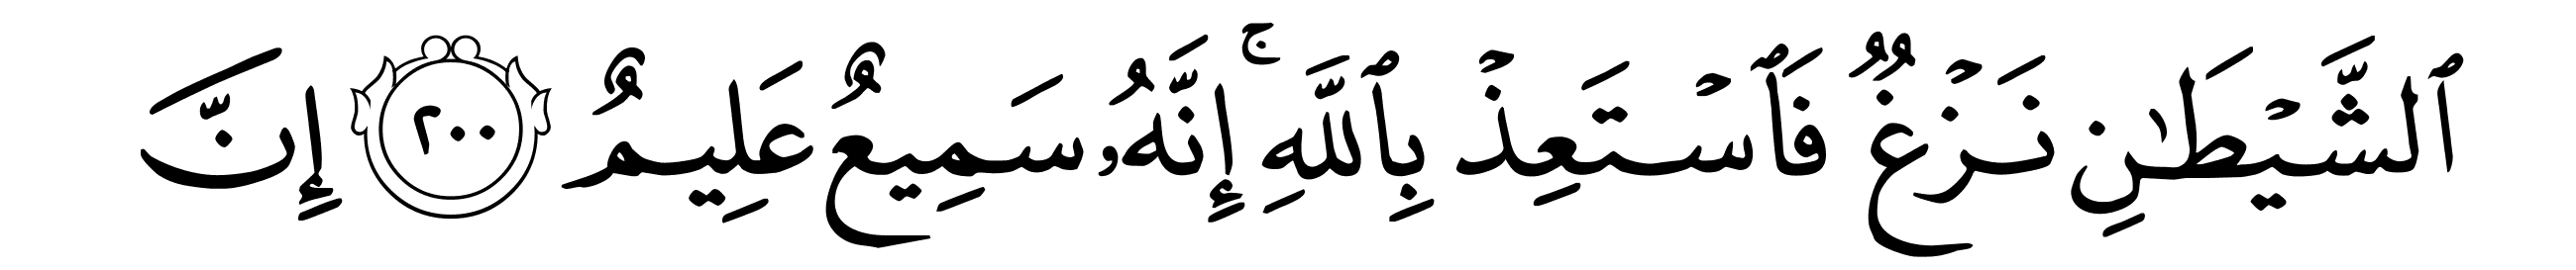 ٱلشَّيْطَـٰنِ نَزْغٌ فَٱسْتَعِذْ بِٱللَّهِ ۚ إِنَّهُۥ سَمِيعٌ عَلِيمٌ ٢٠٠ إِنَّ